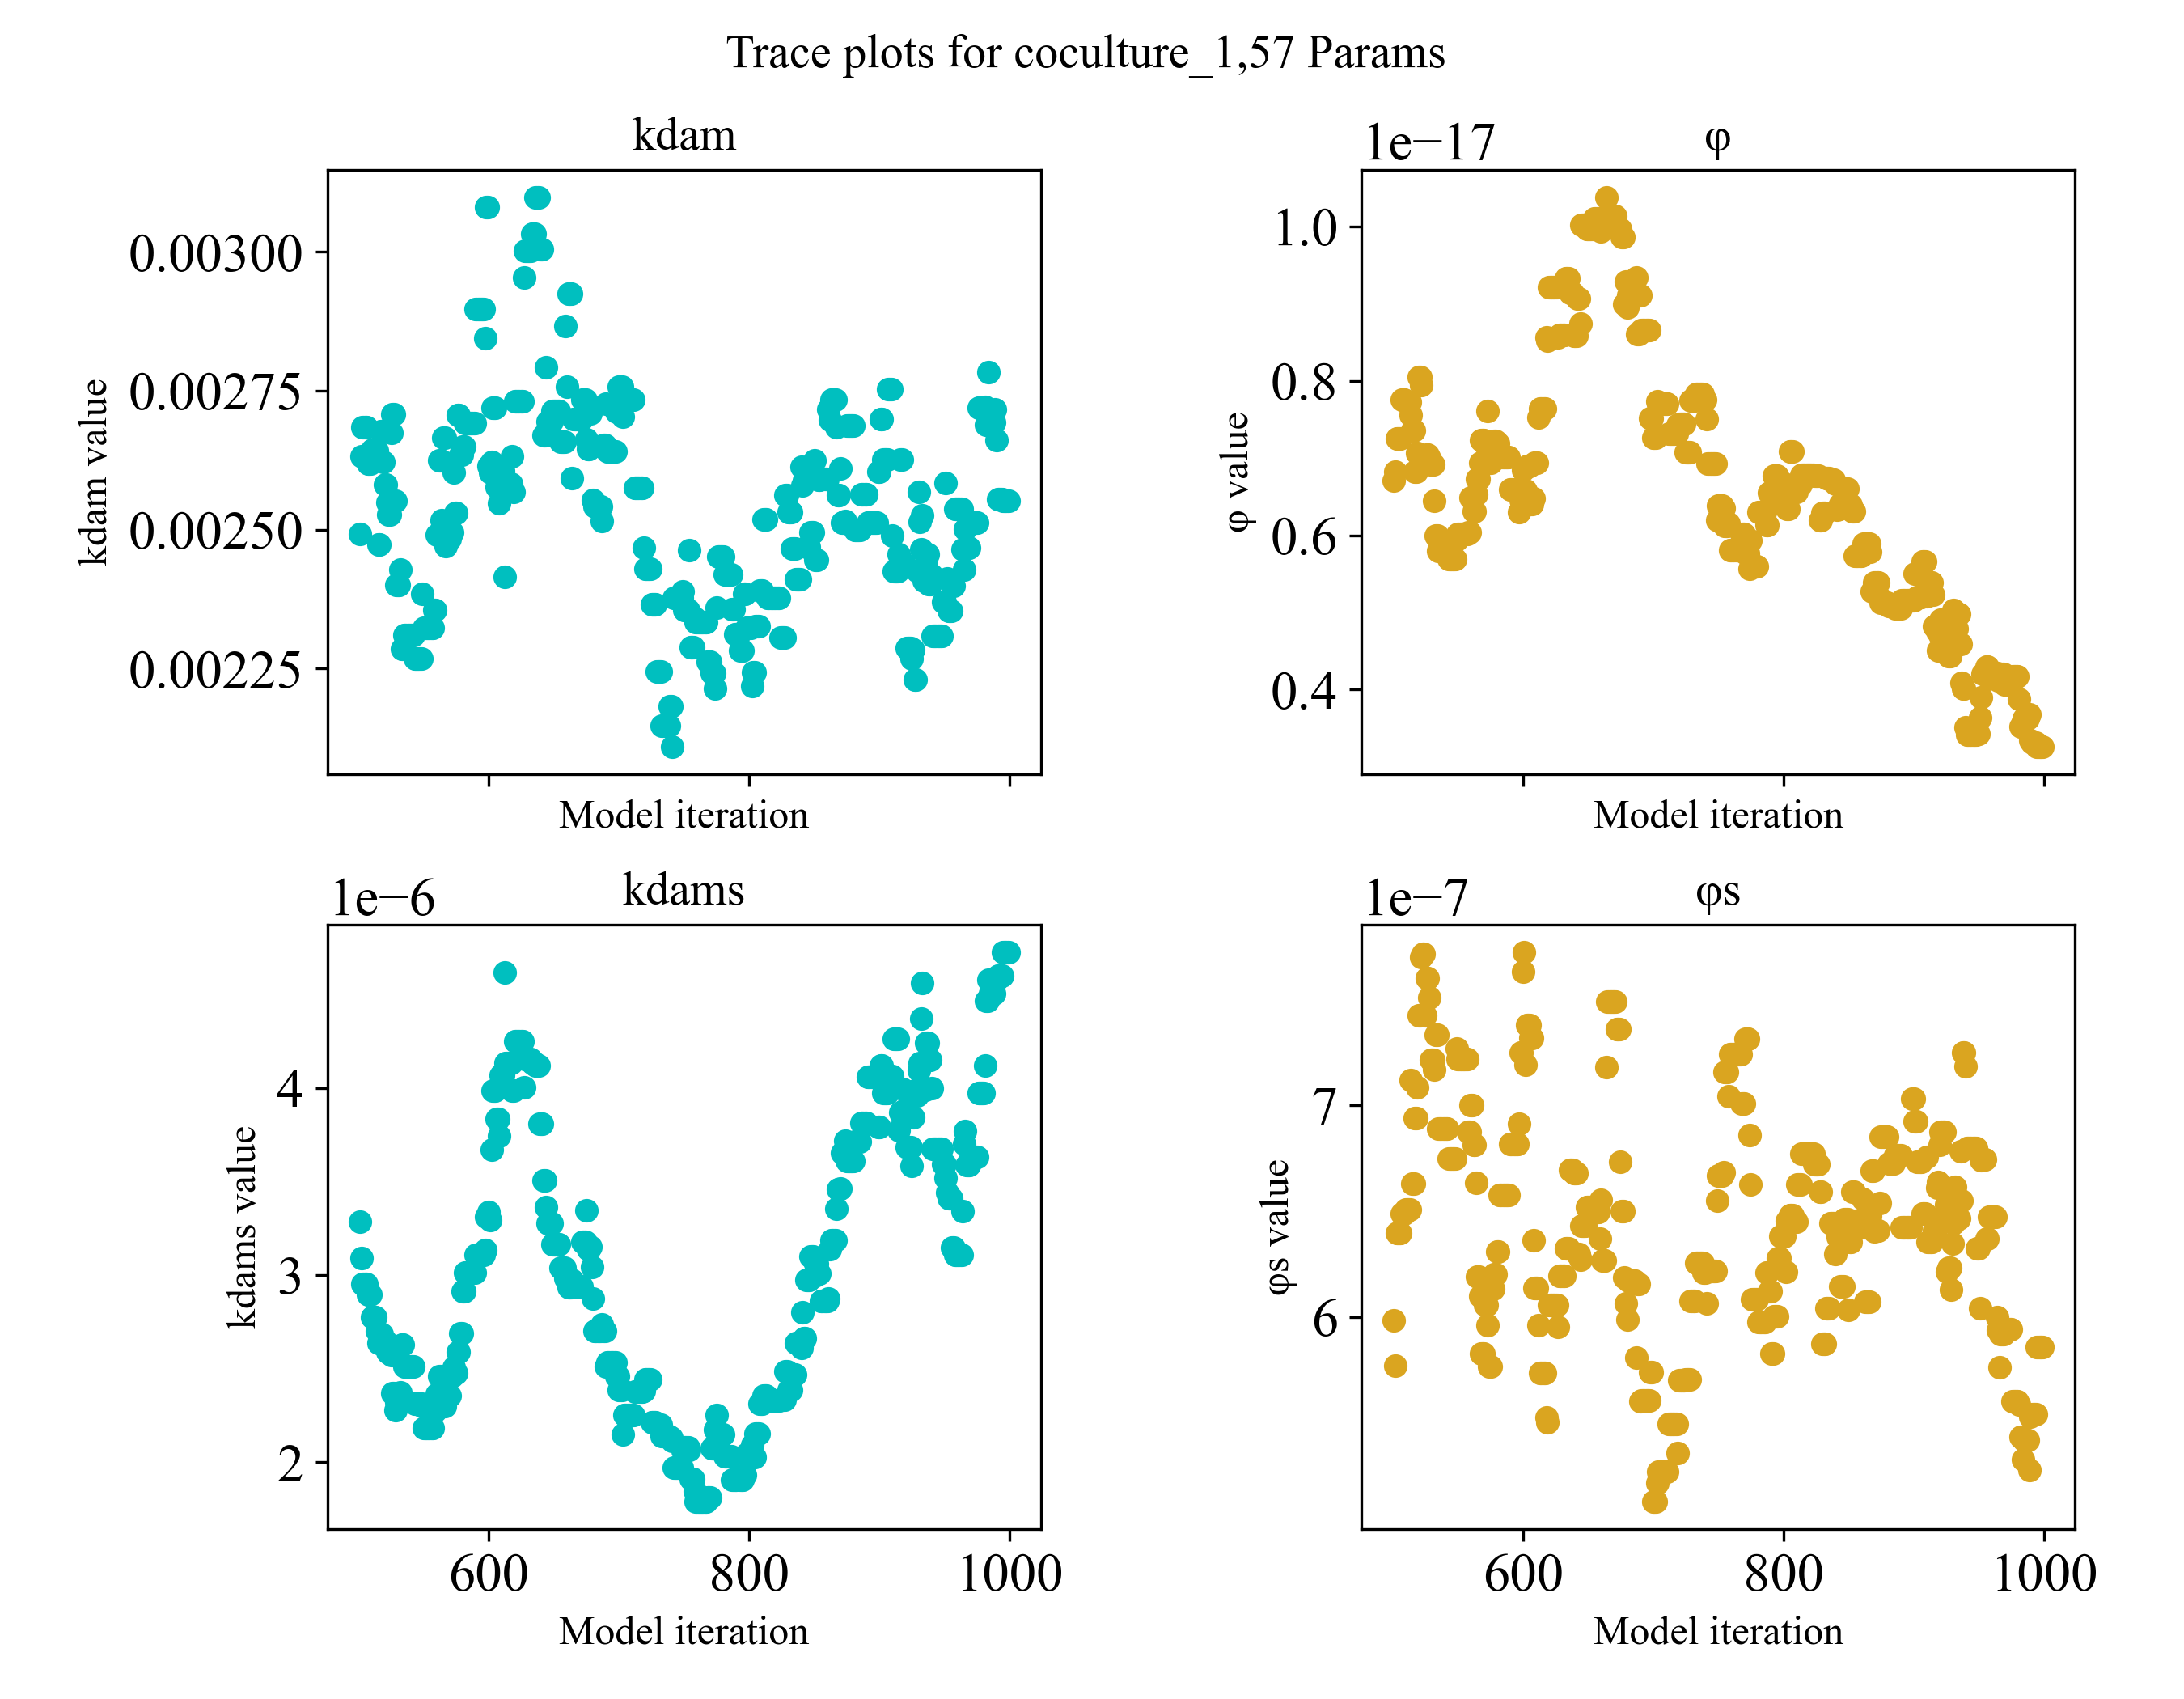 Trace plots for coculture_1,57 Params
kdam
kdam value
0.00300
0.00275
0.00250
0.00225
Model iteration
1e−17
φ
φ value
1.0
0.8
0.6
0.4
Model iteration
1e−6
kdams
kdams value
4
3
2
600 800 1000
Model iteration
1e−7
φs
φs value
7
6
600 800 1000
Model iteration